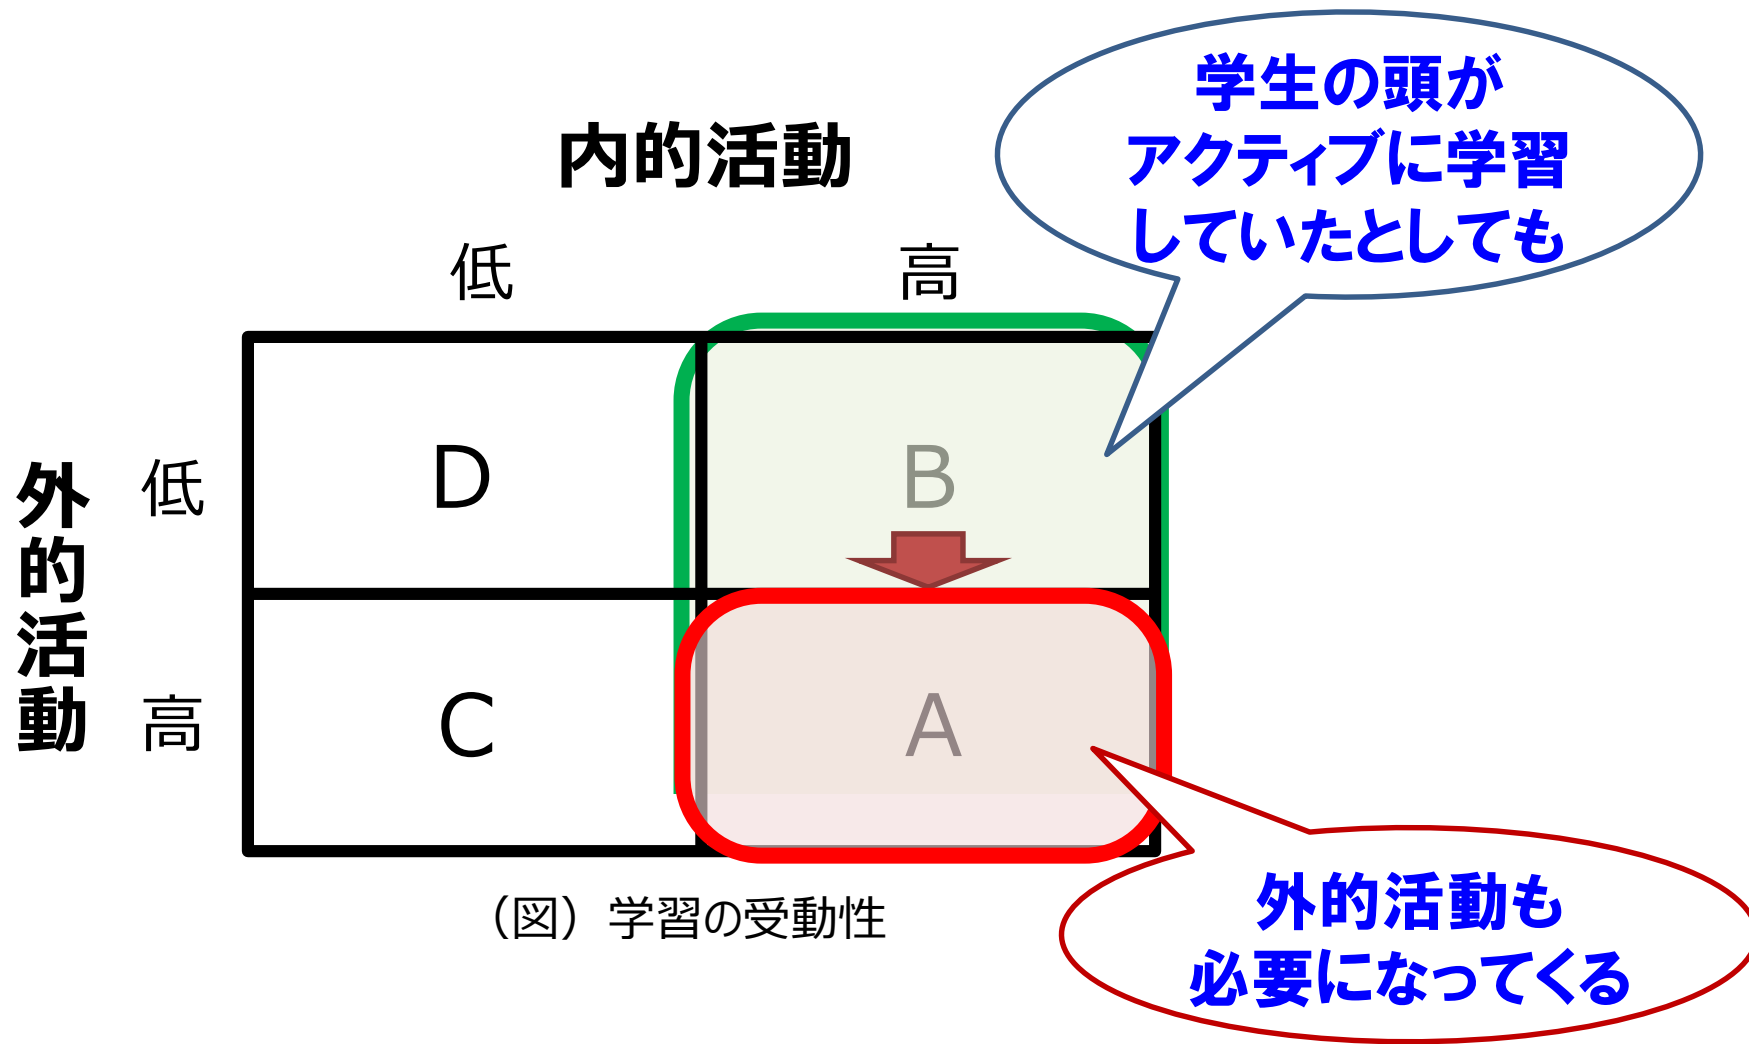 学生の頭が
アクティブに学習
していたとしても
内的活動
低
高
外的活動
低
D
B
高
C
A
（図）学習の受動性
外的活動も
必要になってくる